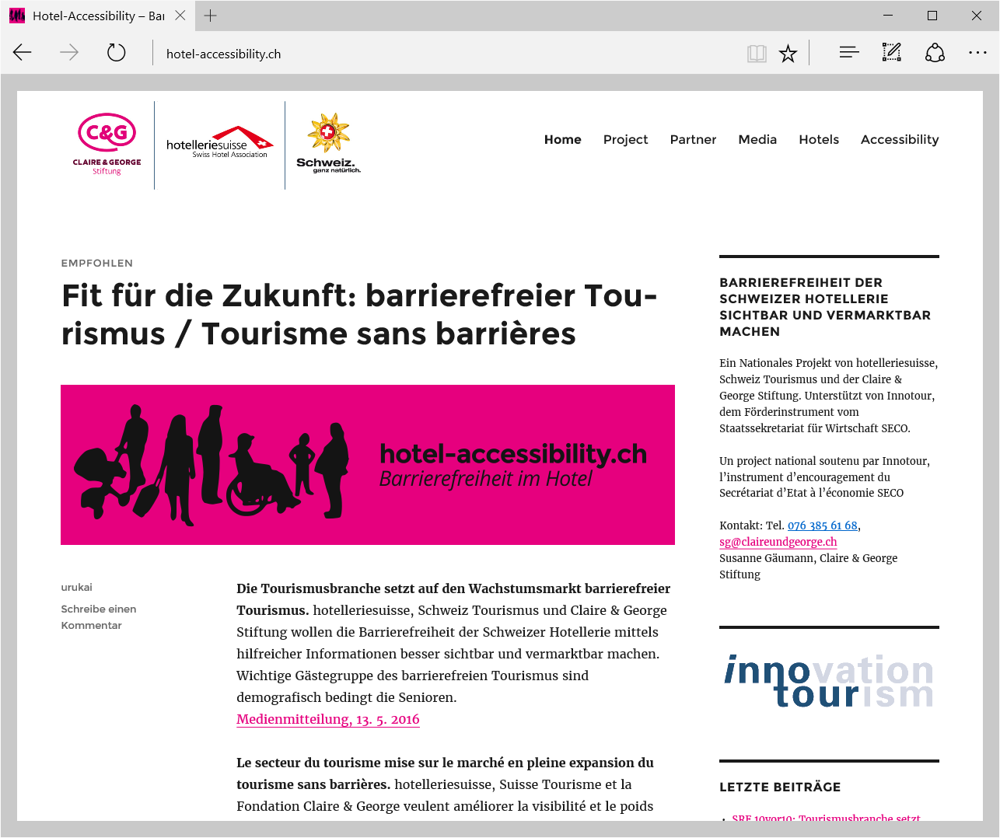 Hotel-Accessibility – Bar
hotel-accessibility.ch
C&G
CLAIRE & GEORGE
Stiftung
hotelleriesuisse
Swiss Hotel Association
Schweiz.
ganz natürlich.
Home Project Partner Media Hotels Accessibility
EMPFOHLEN
Fit für die Zukunft: barrierefreier Tou-
rismus / Tourisme sans barrières
hotel-accessibility.ch
Barrierefreiheit im Hotel
urukai
Schreibe einen
Kommentar
Die Tourismusbranche setzt auf den Wachstumsmarkt barrierefreier
Tourismus. hotelleriesuisse, Schweiz Tourismus und Claire & George
Stiftung wollen die Barrierefreiheit der Schweizer Hotellerie mittels
hilfreicher Informationen besser sichtbar und vermarktbar machen.
Wichtige Gästegruppe des barrierefreien Tourismus sind
demografisch bedingt die Senioren.
Medienmitteilung, 13. 5. 2016
Le secteur du tourisme mise sur le marché en pleine expansion du
tourisme sans barrières. hotelleriesuisse, Suisse Tourisme et la
Fondation Claire & George veulent améliorer la visibilité et le poids
BARRIEREFREIHEIT DER
SCHWEIZER HOTELLERIE
SICHTBAR UND VERMARKTBAR
MACHEN
Ein Nationales Projekt von hotelleriesuisse,
Schweiz Tourismus und der Claire &
George Stiftung. Unterstützt von Innotour,
dem Förderinstrument vom
Staatssekretariat für Wirtschaft SECO.
Un project national soutenu par Innotour,
l’instrument d’encouragement du
Secrétariat d’Etat à l’économie SECO
Kontakt: Tel. 076 385 61 68,
sg@claireundgeorge.ch
Susanne Gäumann, Claire & George
Stiftung
innovation
tourism
LETZTE BEITRÄGE
• SRF 10vor10: Tourismusbranche setzt